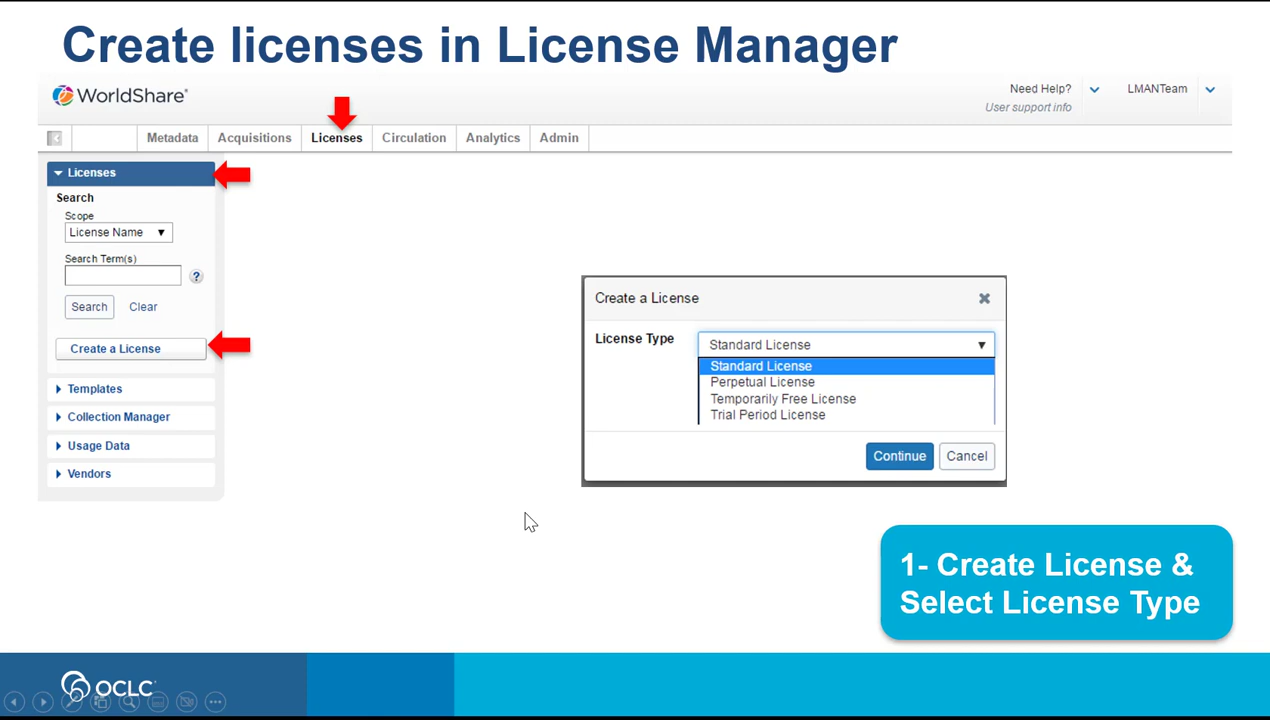 Create licenses in License Manager
WorldShare®
Need Help?
LMANTeam
User support info
Metadata
Acquisitions
Licenses
Circulation
Analytics
Admin
Licenses
Search
Scope
License Name
Search Term(s)
?
Search
Clear
Create a License
Templates
Collection Manager
Usage Data
Vendors
Create a License
License Type
Standard License
Standard License
Perpetual License
Temporarily Free License
Trial Period License
Continue
Cancel
1- Create License &
Select License Type
OCLC